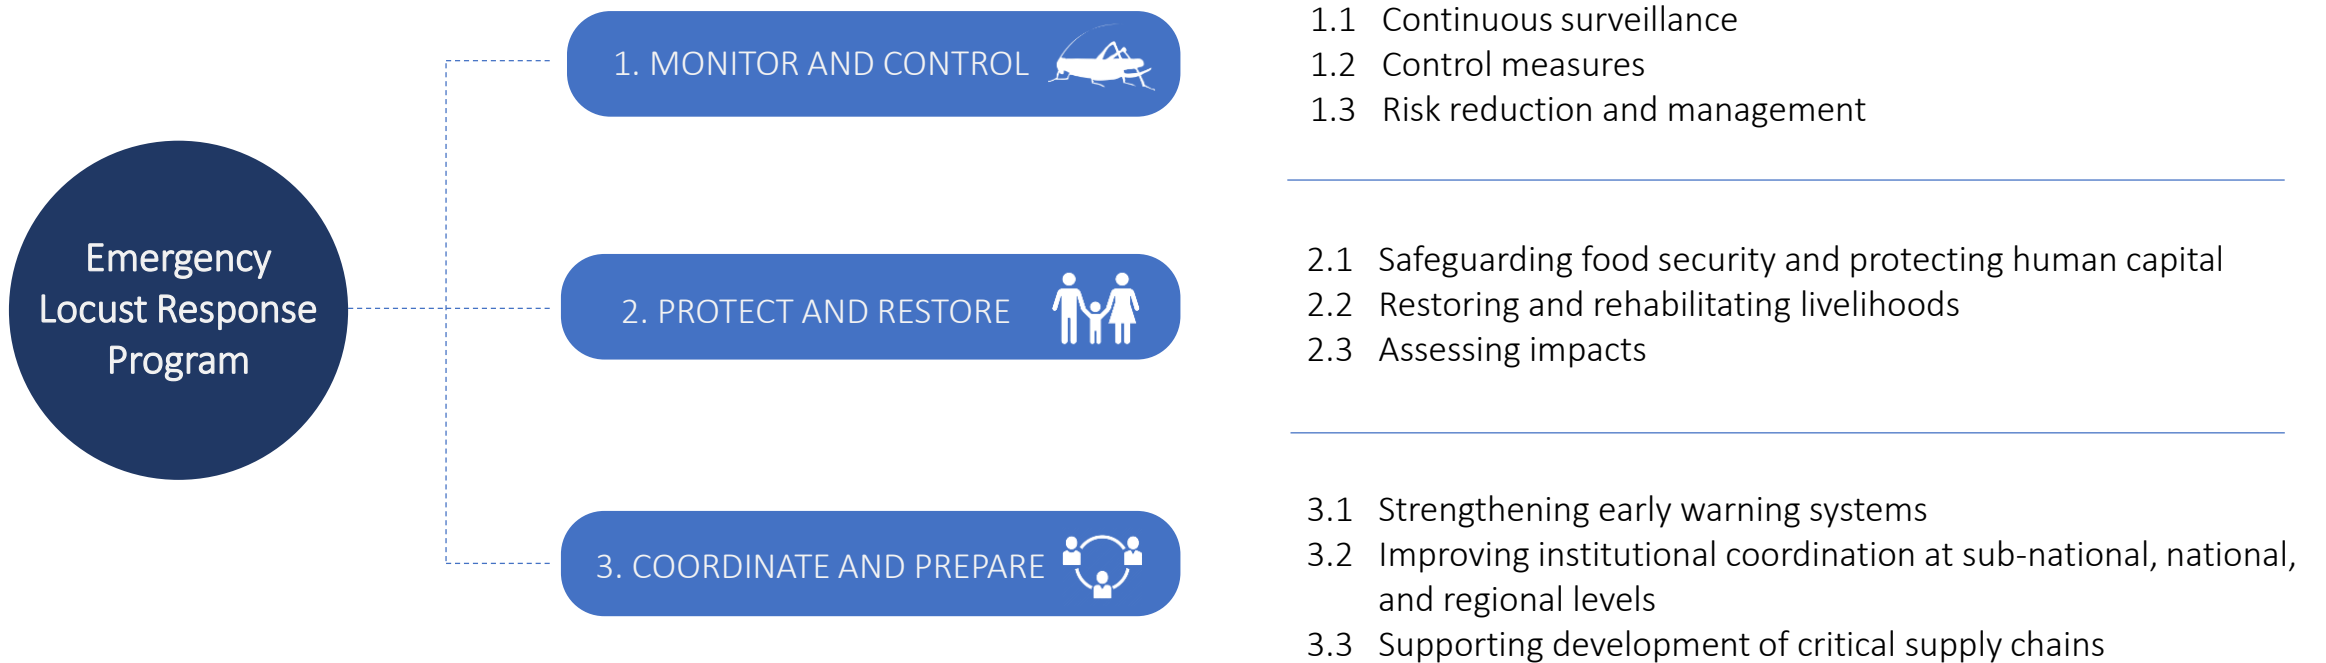 Emergency
Locust Response
Program
1. MONITOR AND CONTROL
1.1 Continuous surveillance
1.2 Control measures
1.3 Risk reduction and management
2. PROTECT AND RESTORE
2.1 Safeguarding food security and protecting human capital
2.2 Restoring and rehabilitating livelihoods
2.3 Assessing impacts
3. COORDINATE AND PREPARE
3.1 Strengthening early warning systems
3.2 Improving institutional coordination at sub-national, national,
and regional levels
3.3 Supporting development of critical supply chains